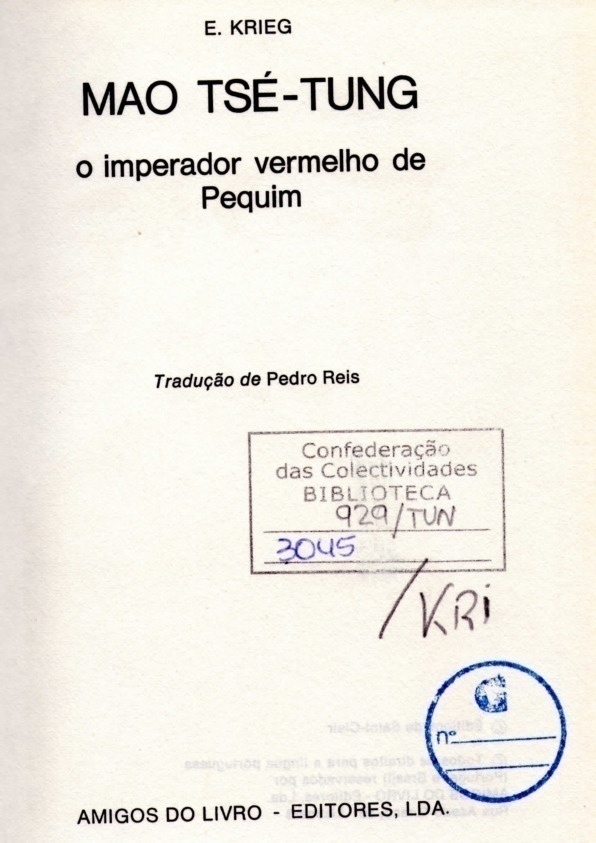 E. KRIEG
MAO TSÉ-TUNG
o imperador vermelho de
Pequim
Tradução de Pedro Reis
Confederação
das Colectividades
BIBLIOTECA
929/TUN
3045
/KRi
G
nº
AMIGOS DO LIVRO - EDITORES, LDA.